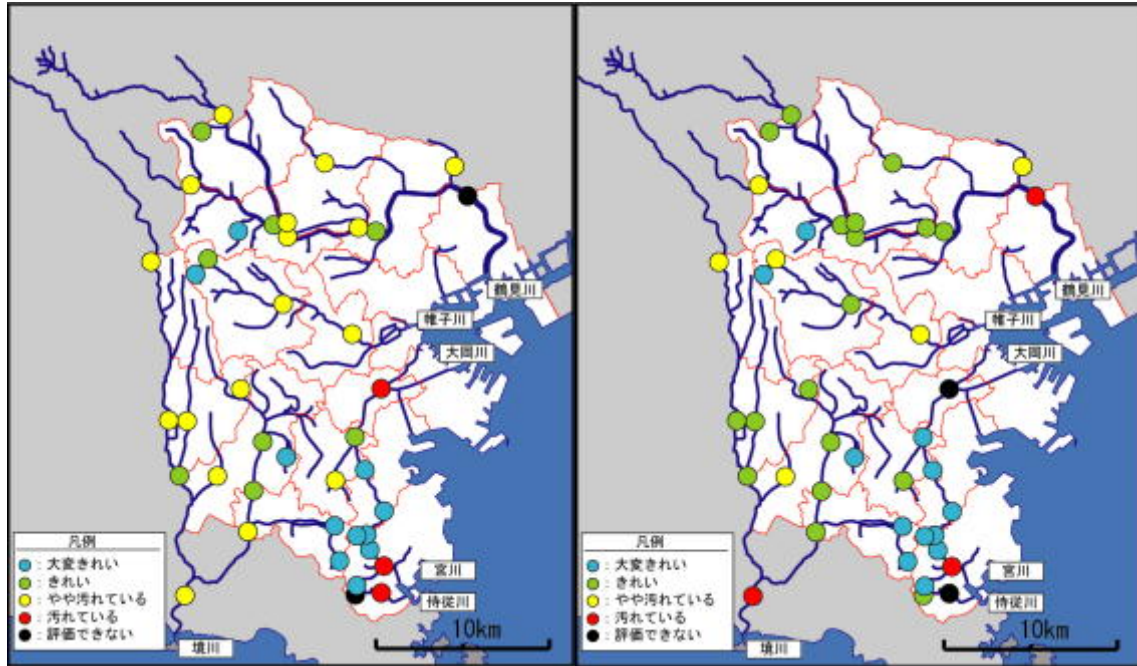 鶴見川
帷子川
大岡川
宮川
侍従川
境川
凡例
：大変きれい
：きれい
：やや汚れている
：汚れている
：評価できない
10km
鶴見川
帷子川
大岡川
宮川
侍従川
境川
凡例
：大変きれい
：きれい
：やや汚れている
：汚れている
：評価できない
10km